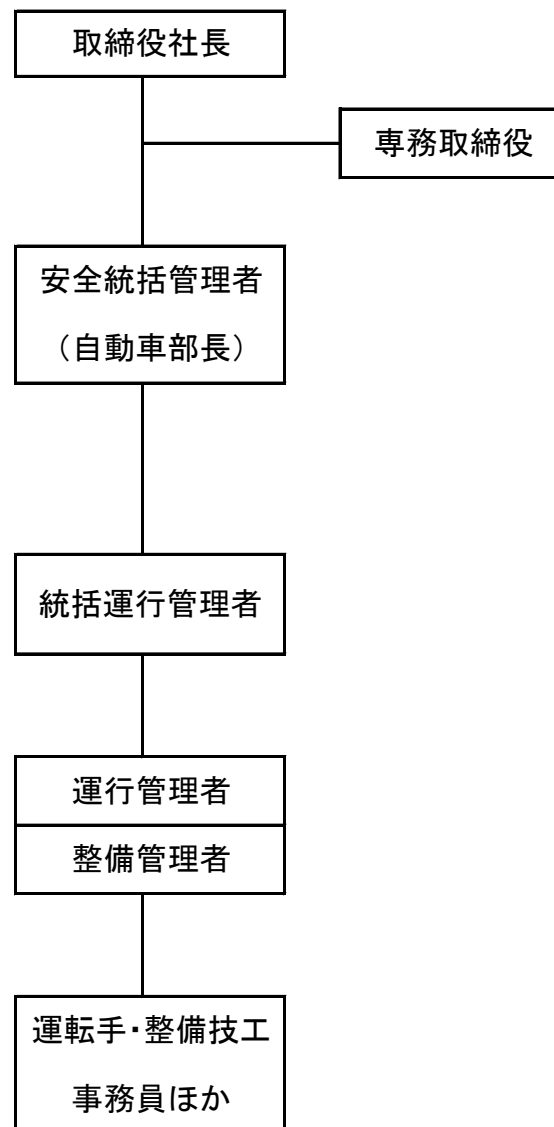 取締役社長
専務取締役
安全統括管理者
（自動車部長）
統括運行管理者
運行管理者
整備管理者
運転手・整備技工
事務員ほか